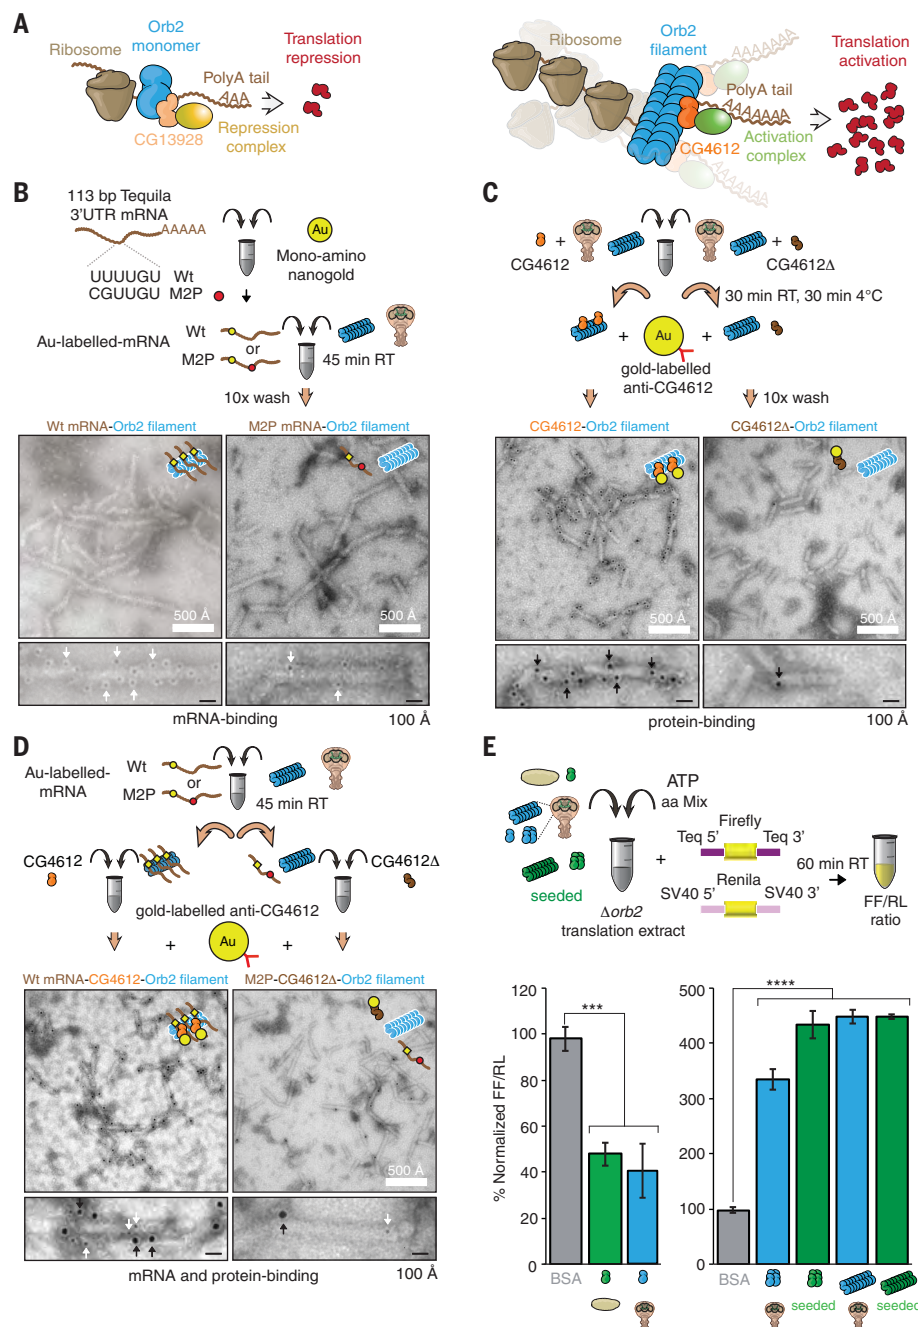 A
Ribosome
Orb2
monomer
PolyA tail
AA
CG13928
Repression
complex
Translation
repression
Ribosome
Orb2
filament
PolyA tail
AAAAAA
AAAAAAA
AAAAAA
CG4612
Activation
complex
Translation
activation
B
113 bp Tequila
3'UTR mRNA
AAAAA
UUUUGU Wt
CGUUGU M2P
Au
Mono-amino
nanogold
Au-labelled-mRNA
Wt
or
M2P
45 min RT
10x wash
Wt mRNA-Orb2 filament
M2P mRNA-Orb2 filament
500 Å
500 Å
mRNA-binding
100 Å
C
CG4612
+
+
CG4612Δ
30 min RT, 30 min 4°C
+
Au
+
gold-labelled
anti-CG4612
10x wash
CG4612-Orb2 filament
CG4612Δ-Orb2 filament
500 Å
500 Å
protein-binding
100 Å
D
Au-labelled-
mRNA
Wt
or
M2P
45 min RT
CG4612
CG4612Δ
gold-labelled anti-CG4612
+
Au
+
Wt mRNA-CG4612-Orb2 filament
M2P-CG4612Δ-Orb2 filament
500 Å
mRNA and protein-binding
100 Å
E
ATP
aa Mix
seeded
Δorb2
translation extract
+
Firefly
Teq 5' Teq 3'
Renila
SV40 5' SV40 3'
60 min RT
FF/RL
ratio
% Normalized FF/RL
120
100
80
60
40
20
0
***
BSA
500
400
300
200
100
0
****
BSA
seeded
seeded